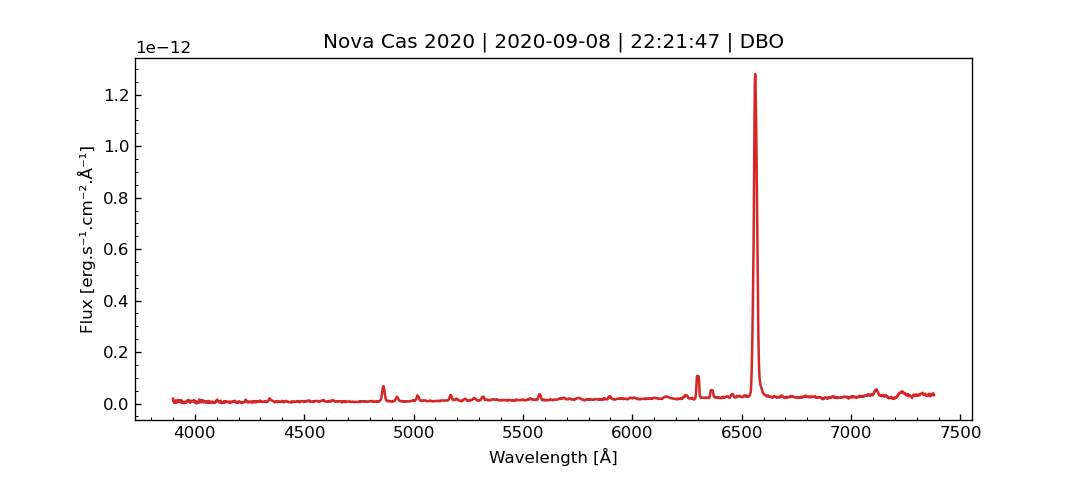 Nova Cas 2020 | 2020-09-08 | 22:21:47 | DBO
1e−12
Flux [erg.s⁻¹.cm⁻².Å⁻¹]
1.2
1.0
0.8
0.6
0.4
0.2
0.0
4000 4500 5000 5500 6000 6500 7000 7500
Wavelength [Å]